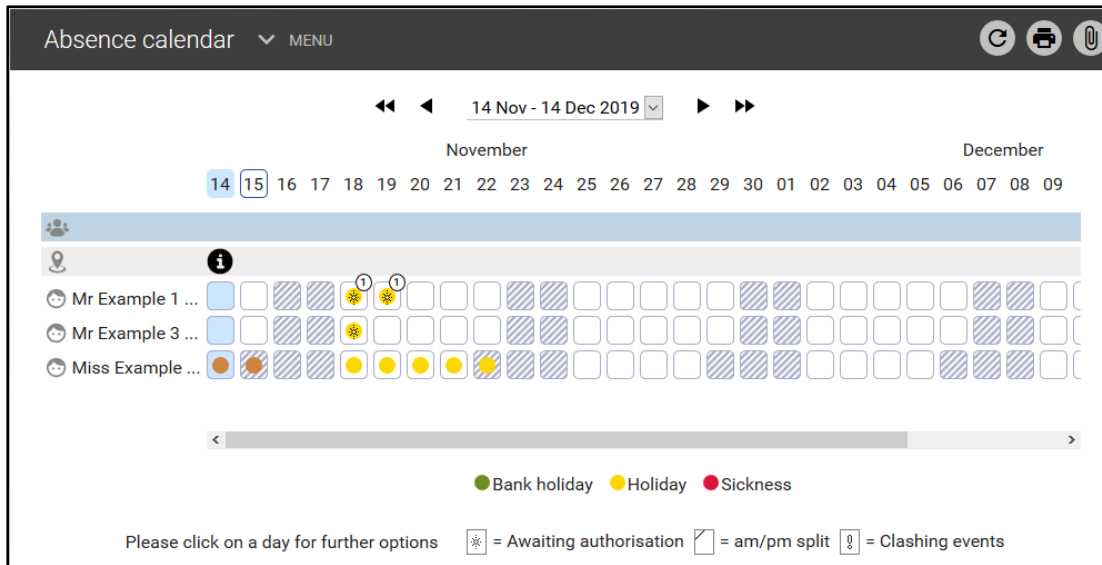 Absence calendar MENU
14 Nov - 14 Dec 2019
November December
14 15 16 17 18 19 20 21 22 23 24 25 26 27 28 29 30 01 02 03 04 05 06 07 08 09
1 1
Mr Example 1 ...
Mr Example 3 ...
Miss Example ...
Bank holiday Holiday Sickness
Please click on a day for further options = Awaiting authorisation = am/pm split = Clashing events